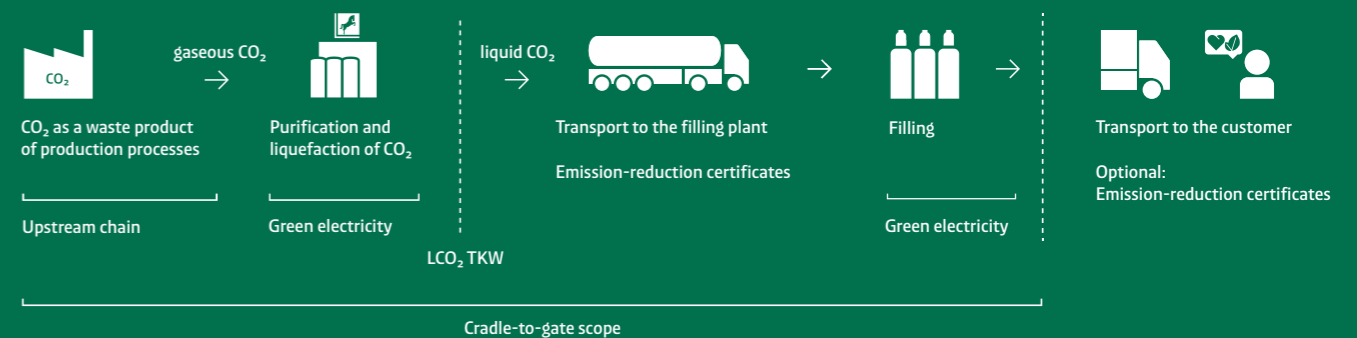 CO₂
gaseous CO₂
liquid CO₂
CO₂ as a waste product
of production processes
Purification and
liquefaction of CO₂
Transport to the filling plant
Emission-reduction certificates
Filling
Transport to the customer
Optional:
Emission-reduction certificates
Upstream chain
Green electricity
Green electricity
LCO₂ TKW
Cradle-to-gate scope